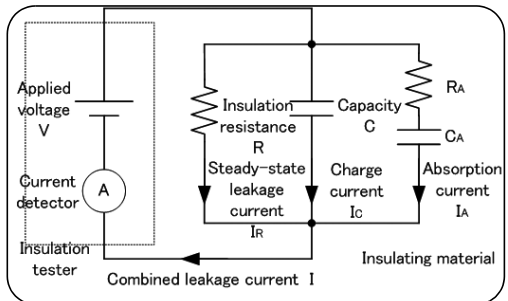 Applied
voltage
V
Current
detector
A
Insulation
tester
Insulation
resistance
R
Steady-state
leakage
current
IR
Capacity
C
Charge
current
IC
RA
CA
Absorption
current
IA
Insulating material
Combined leakage current I